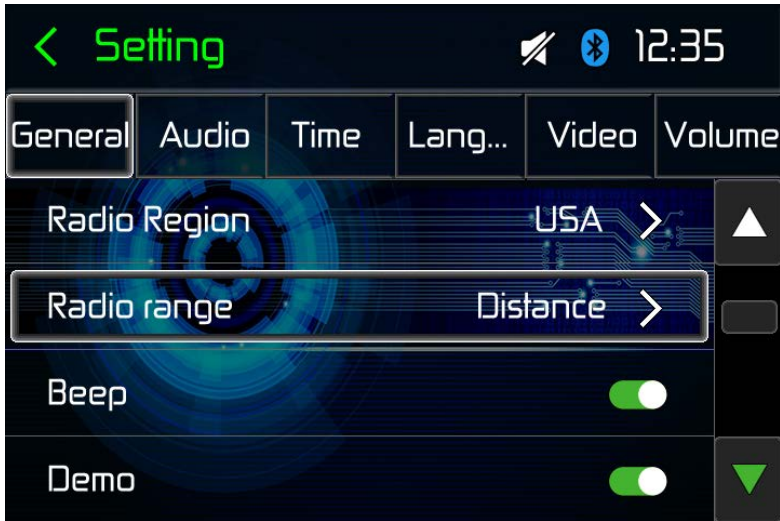 Setting 12:35
General Audio Time Lang... Video Volume
Radio Region USA
Radio range Distance
Beep
Demo